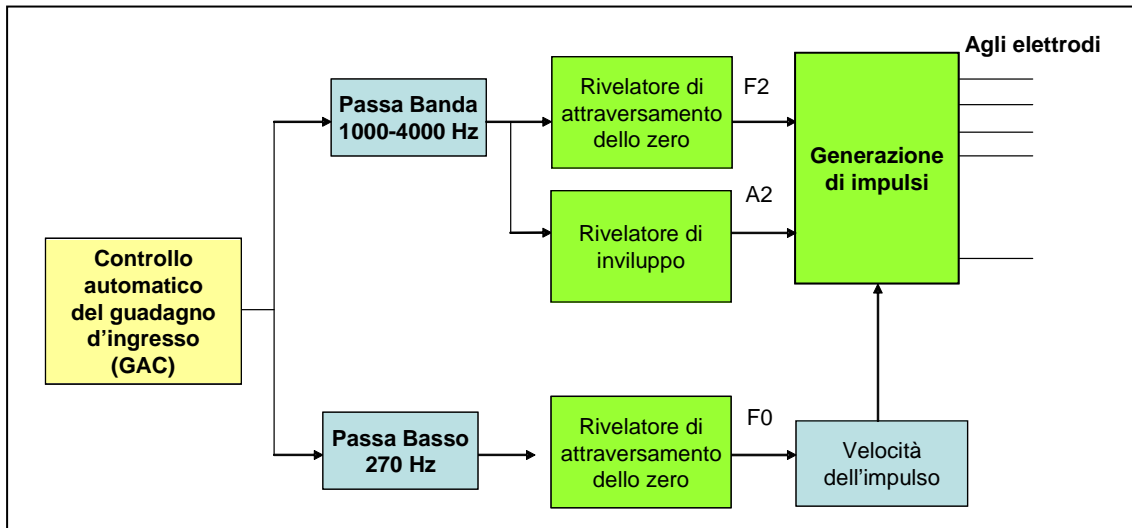 Agli elettrodi
Passa Banda
1000-4000 Hz
Rivelatore di
attraversamento
dello zero
F2
Generazione
di impulsi
Rivelatore di
inviluppo
A2
Controllo
automatico
del guadagno
d'ingresso
(GAC)
Passa Basso
270 Hz
Rivelatore di
attraversamento
dello zero
F0
Velocità
dell'impulso